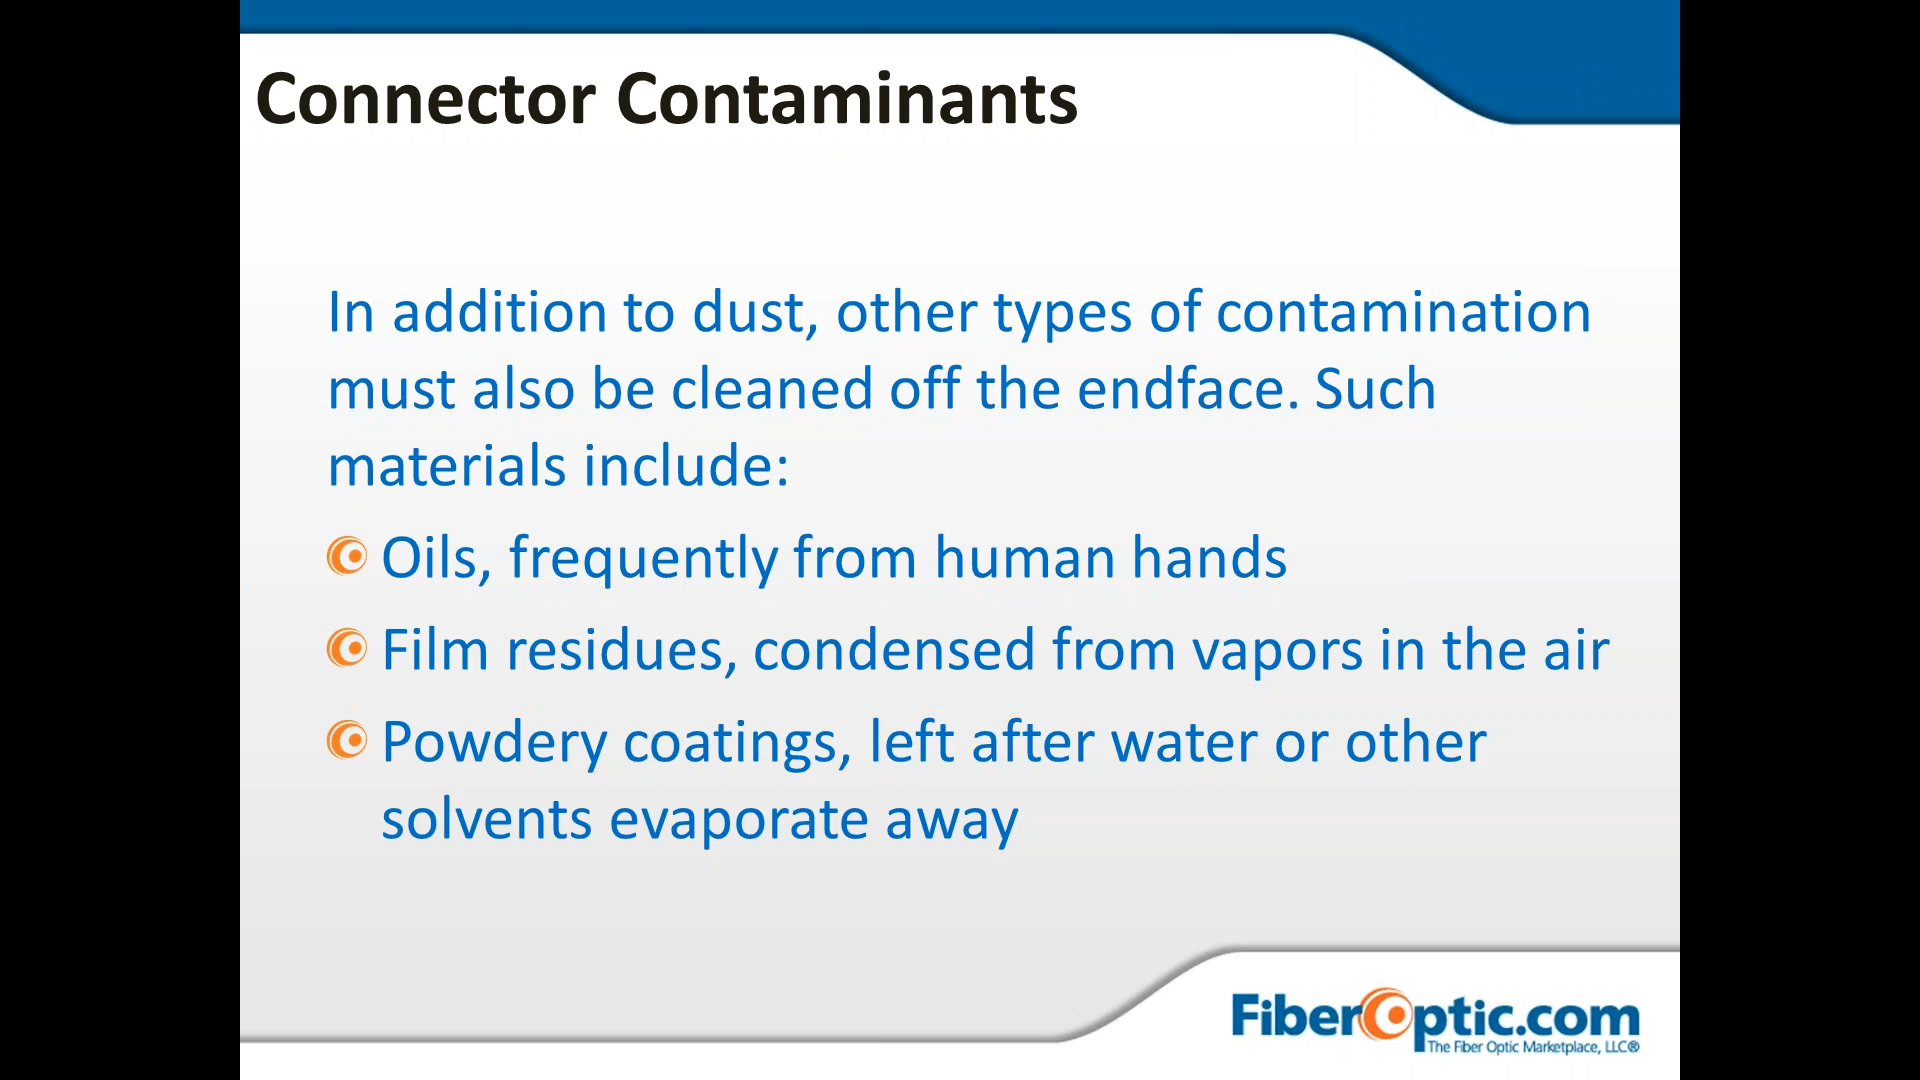 Connector Contaminants
In addition to dust, other types of contamination
must also be cleaned off the endface. Such
materials include:
Oils, frequently from human hands
Film residues, condensed from vapors in the air
Powdery coatings, left after water or other
solvents evaporate away
FiberOptic.com
The Fiber Optic Marketplace, LLC®